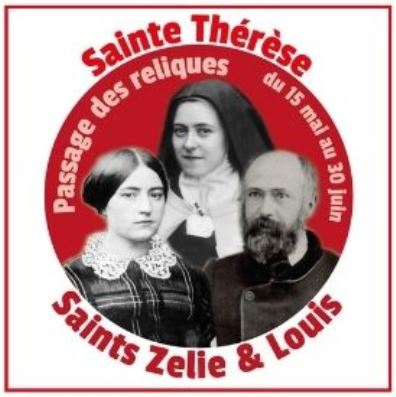 Sainte Thérèse
Passage des reliques
du 15 mai au 30 juin
Saints Zelie & Louis